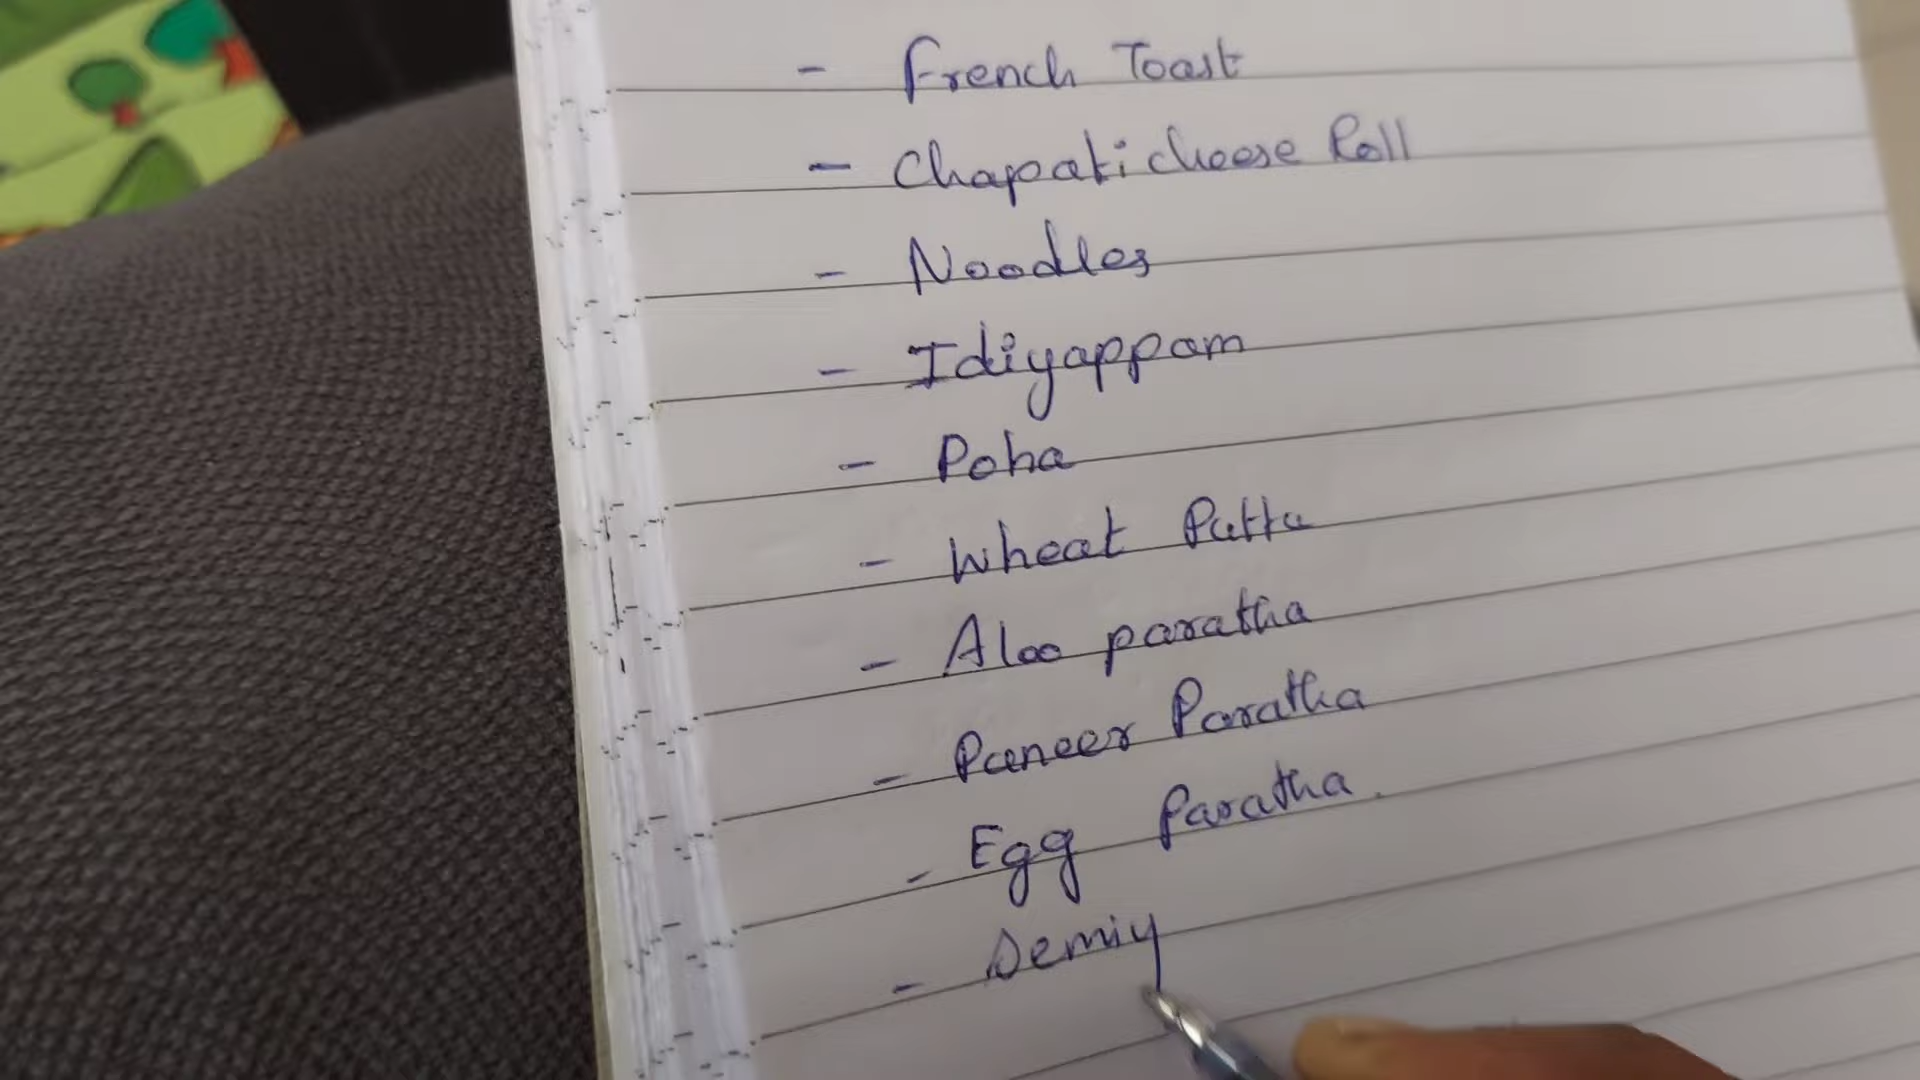 - French Toast
- Chapati cheese Roll
- Noodles
- Idiyappam
- Poha
- Wheat Puttu
- Aloo paratha
- Paneer Paratha
- Egg Paratha.
- Semiy